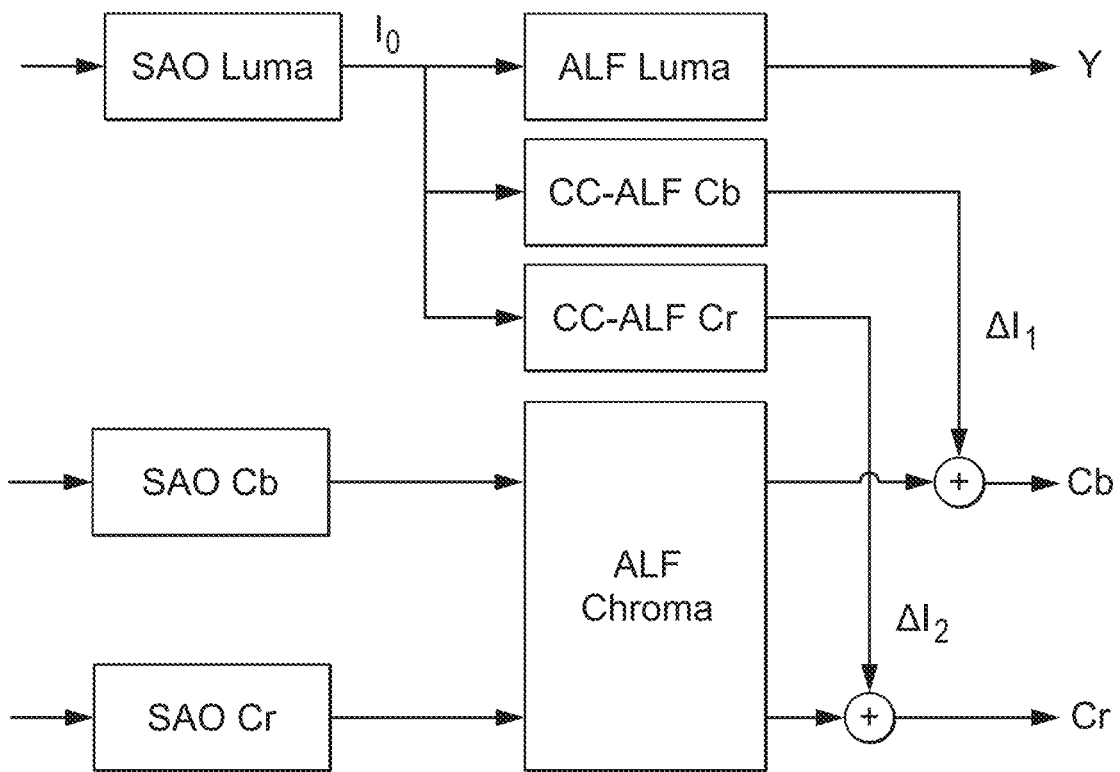 I₀
SAO Luma
ALF Luma
Y
CC-ALF Cb
CC-ALF Cr
ΔI₁
SAO Cb
+
Cb
ALF
Chroma
ΔI₂
SAO Cr
+
Cr